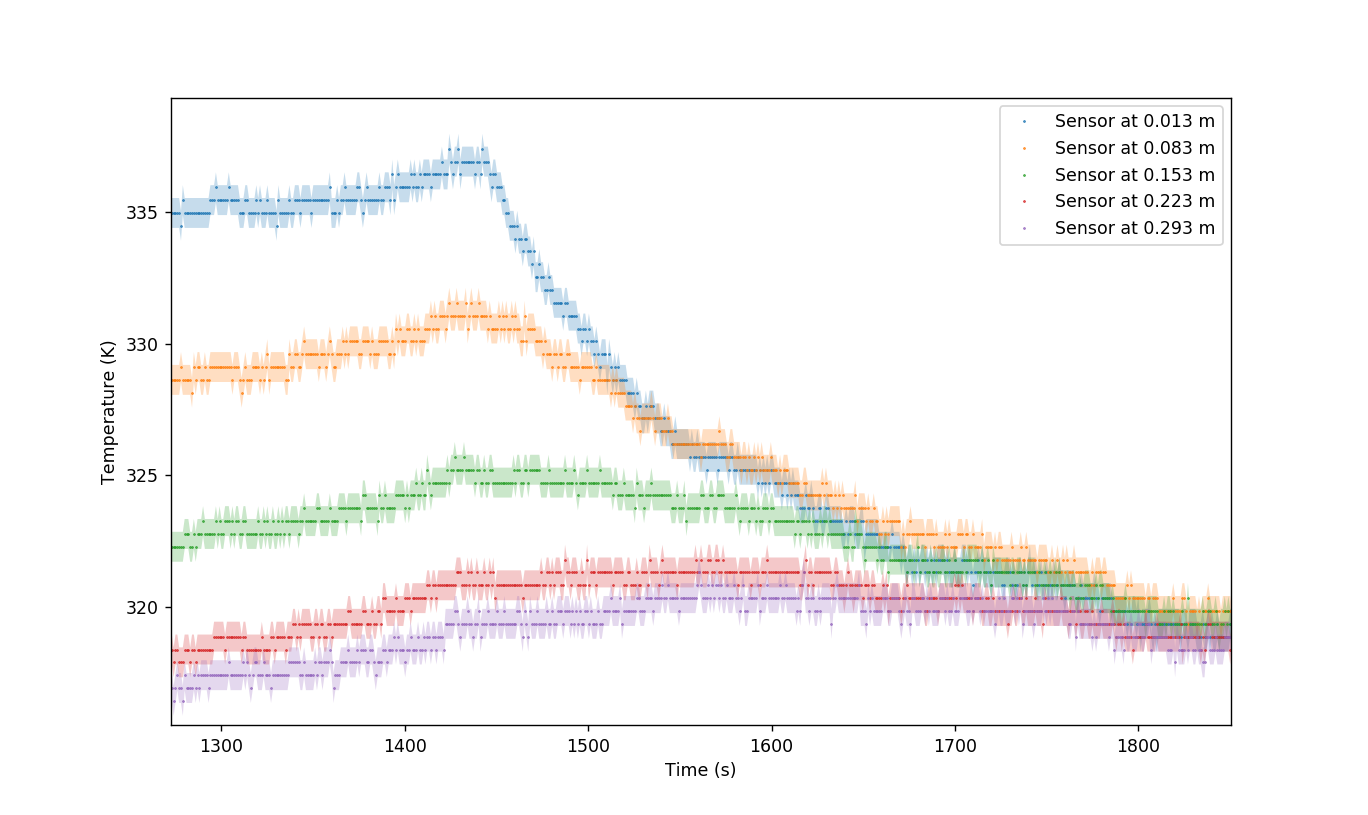 Sensor at 0.013 m
Sensor at 0.083 m
Sensor at 0.153 m
Sensor at 0.223 m
Sensor at 0.293 m
335
330
325
320
Temperature (K)
1300 1400 1500 1600 1700 1800
Time (s)